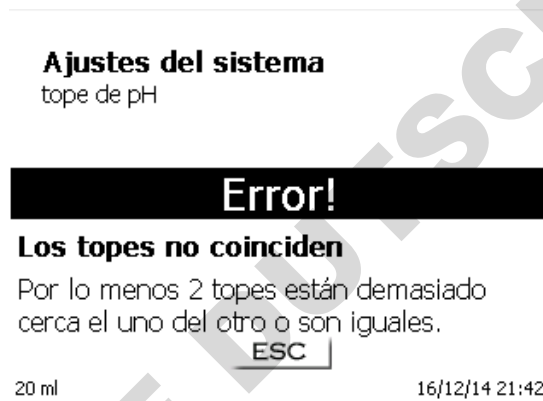 Ajustes del sistema
tope de pH
Error!
Los topes no coinciden
Por lo menos 2 topes están demasiado
cerca el uno del otro o son iguales.
ESC
20 ml 16/12/14 21:42